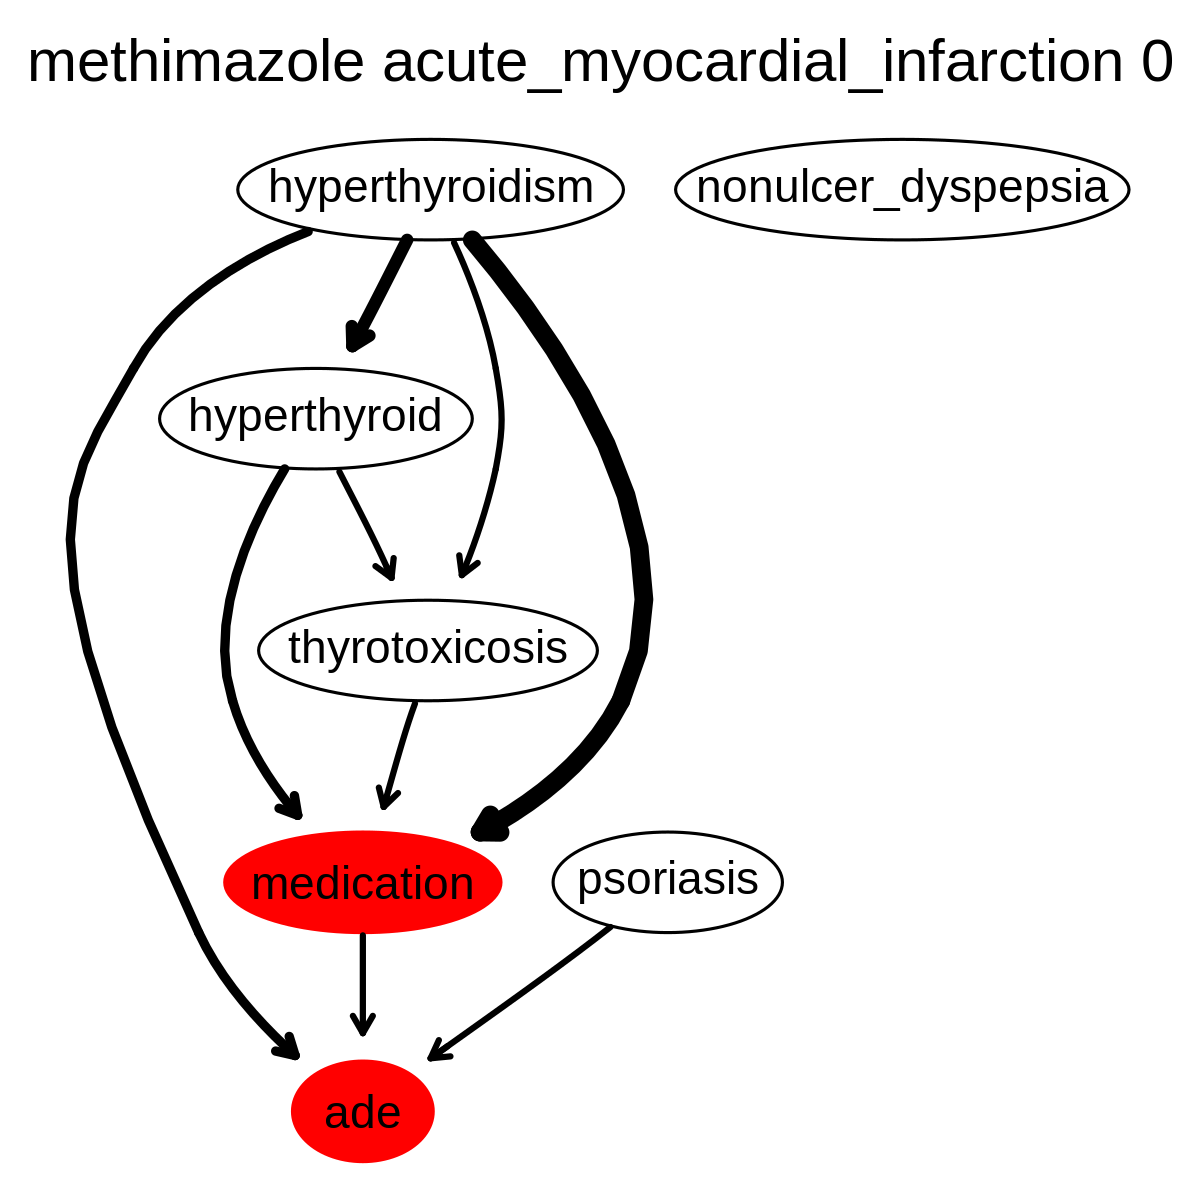 methimazole acute_myocardial_infarction 0
hyperthyroidism
nonulcer_dyspepsia
hyperthyroid
thyrotoxicosis
medication
psoriasis
ade